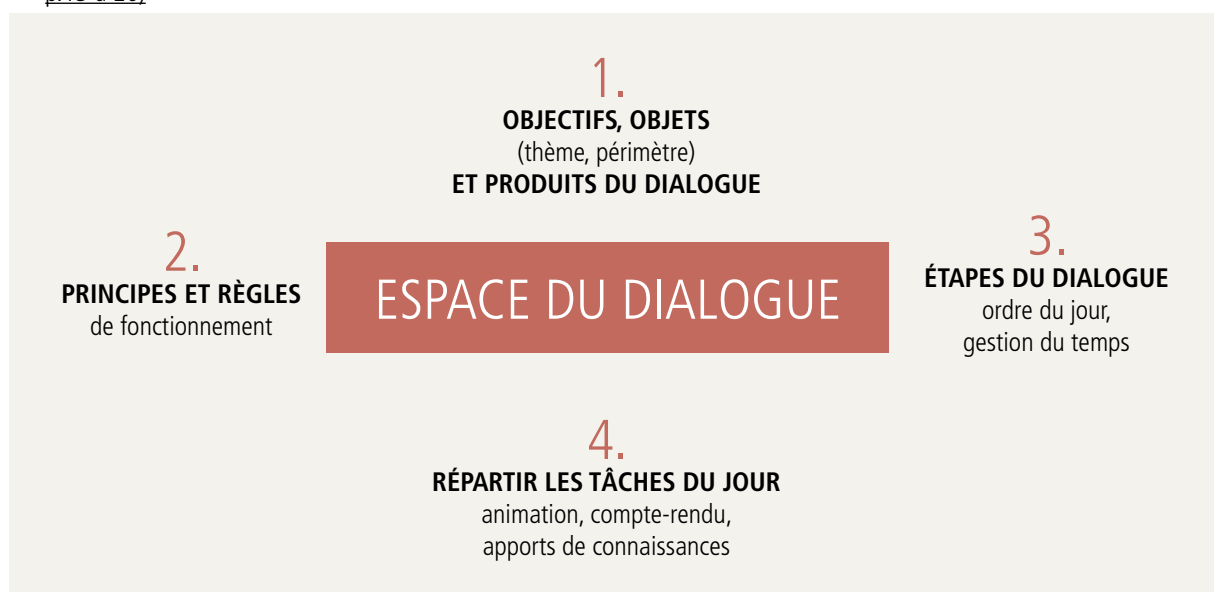 1.
OBJECTIFS, OBJETS
(thème, périmètre)
ET PRODUITS DU DIALOGUE
2.
PRINCIPES ET RÈGLES
de fonctionnement
ESPACE DU DIALOGUE
3.
ÉTAPES DU DIALOGUE
ordre du jour,
gestion du temps
4.
RÉPARTIR LES TÂCHES DU JOUR
animation, compte-rendu,
apports de connaissances